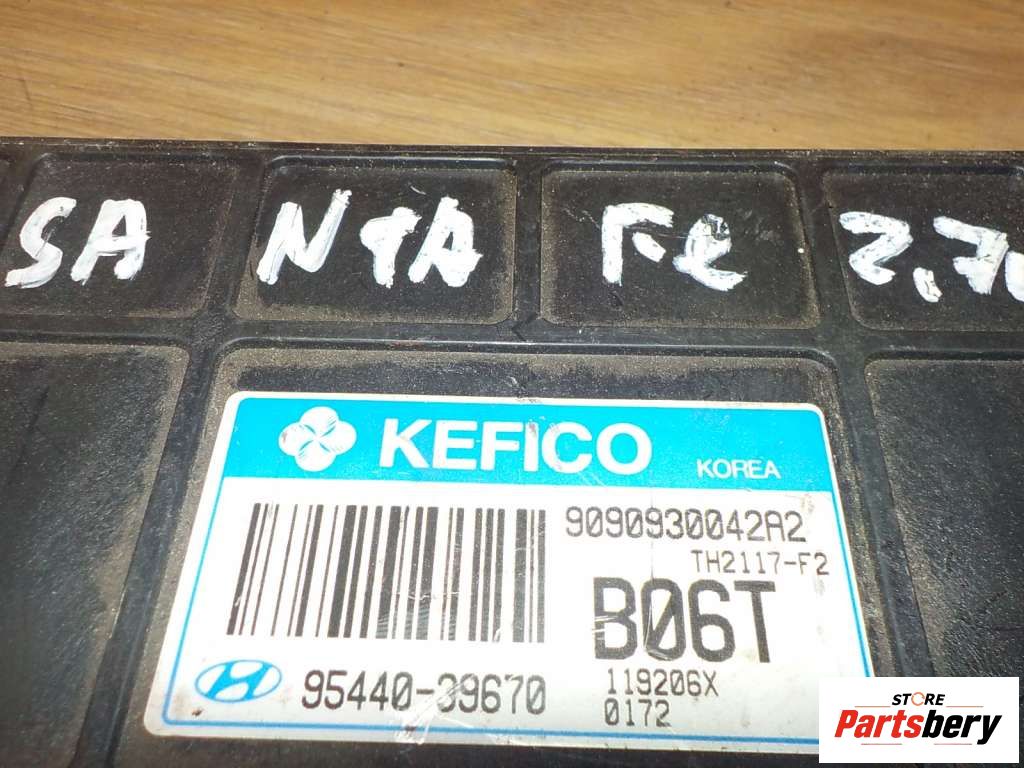 SA NTA Fe 2,7
KEFICO KOREA
9090930042A2
TH2117-F2
B06T
95440-39670
119206X
0172
STORE
Partsbery